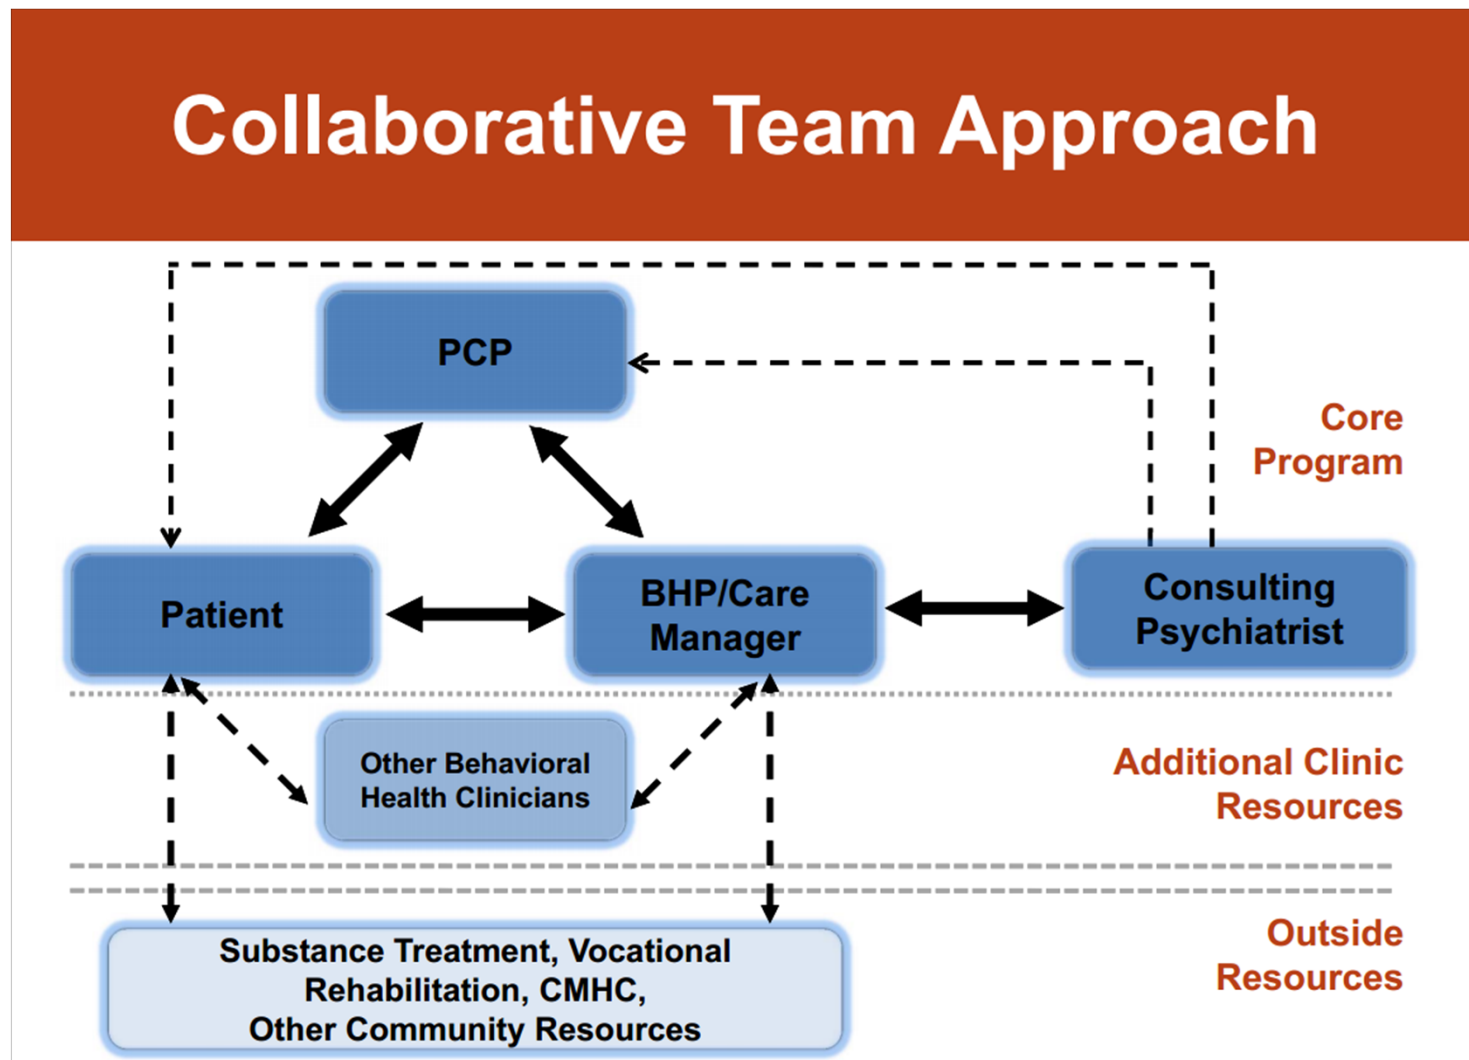 Collaborative Team Approach
PCP
Core
Program
Patient
BHP/Care
Manager
Consulting
Psychiatrist
Other Behavioral
Health Clinicians
Additional Clinic
Resources
Substance Treatment, Vocational
Rehabilitation, CMHC,
Other Community Resources
Outside
Resources